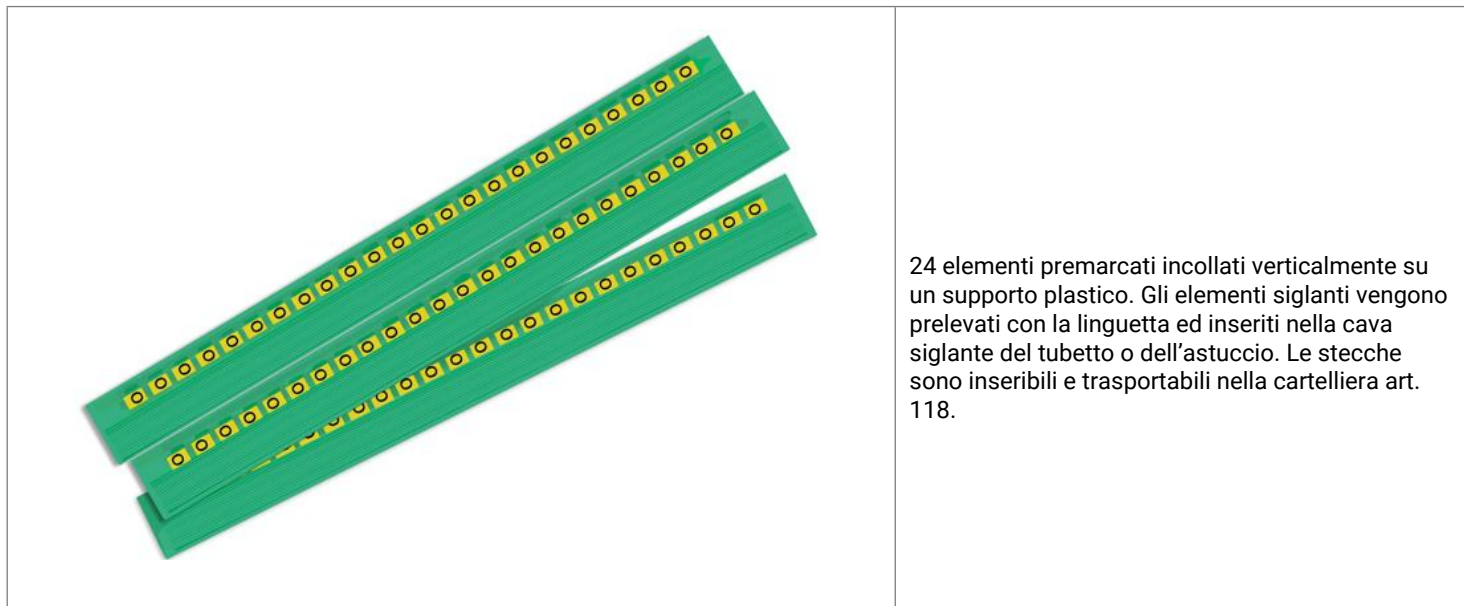 24 elementi premarcati incollati verticalmente su
un supporto plastico. Gli elementi siglanti vengono
prelevati con la linguetta ed inseriti nella cava
siglante del tubetto o dell’astuccio. Le stecche
sono inseribili e trasportabili nella cartelliera art.
118.